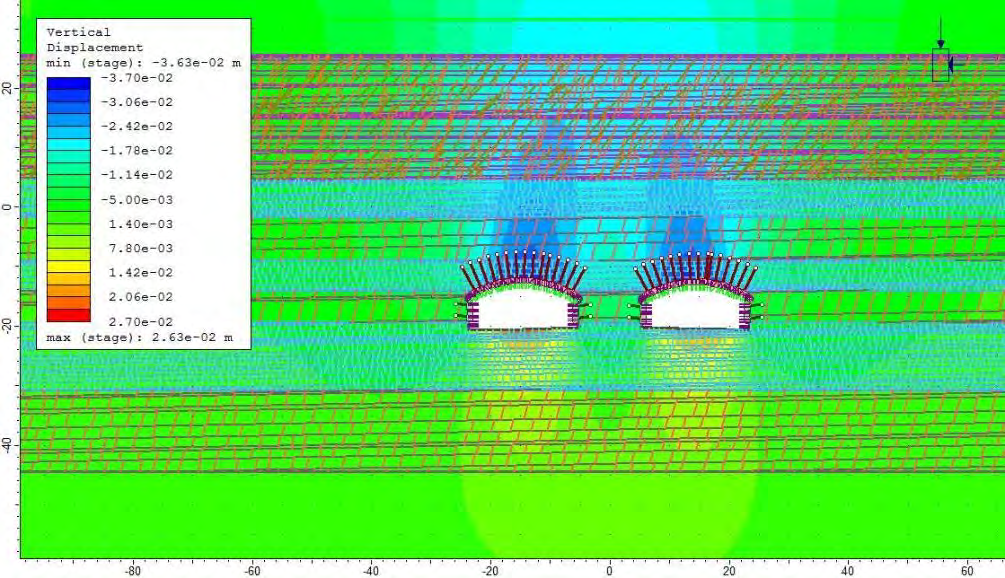 Vertical
Displacement
min (stage): -3.63e-02 m
-3.70e-02
-3.06e-02
-2.42e-02
-1.78e-02
-1.14e-02
-5.00e-03
1.40e-03
7.80e-03
1.42e-02
2.06e-02
2.70e-02
max (stage): 2.63e-02 m
20
0
-20
-40
-80
-60
-40
-20
0
20
40
60